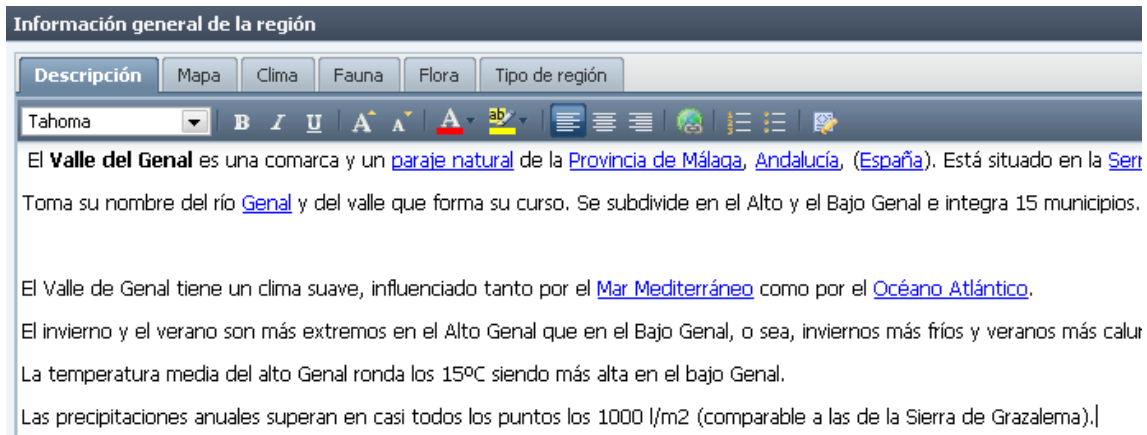 Información general de la región
Descripción Mapa Clima Fauna Flora Tipo de región
Tahoma B I U A A A ab
El Valle del Genal es una comarca y un paraje natural de la Provincia de Málaga, Andalucía, (España). Está situado en la
Toma su nombre del río Genal y del valle que forma su curso. Se subdivide en el Alto y el Bajo Genal e integra 15 municipios.
El Valle de Genal tiene un clima suave, influenciado tanto por el Mar Mediterráneo como por el Océano Atlántico.
El invierno y el verano son más extremos en el Alto Genal que en el Bajo Genal, o sea, inviernos más fríos y veranos más
La temperatura media del alto Genal ronda los 15ºC siendo más alta en el bajo Genal.
Las precipitaciones anuales superan en casi todos los puntos los 1000 l/m2 (comparable a las de la Sierra de Grazalema).